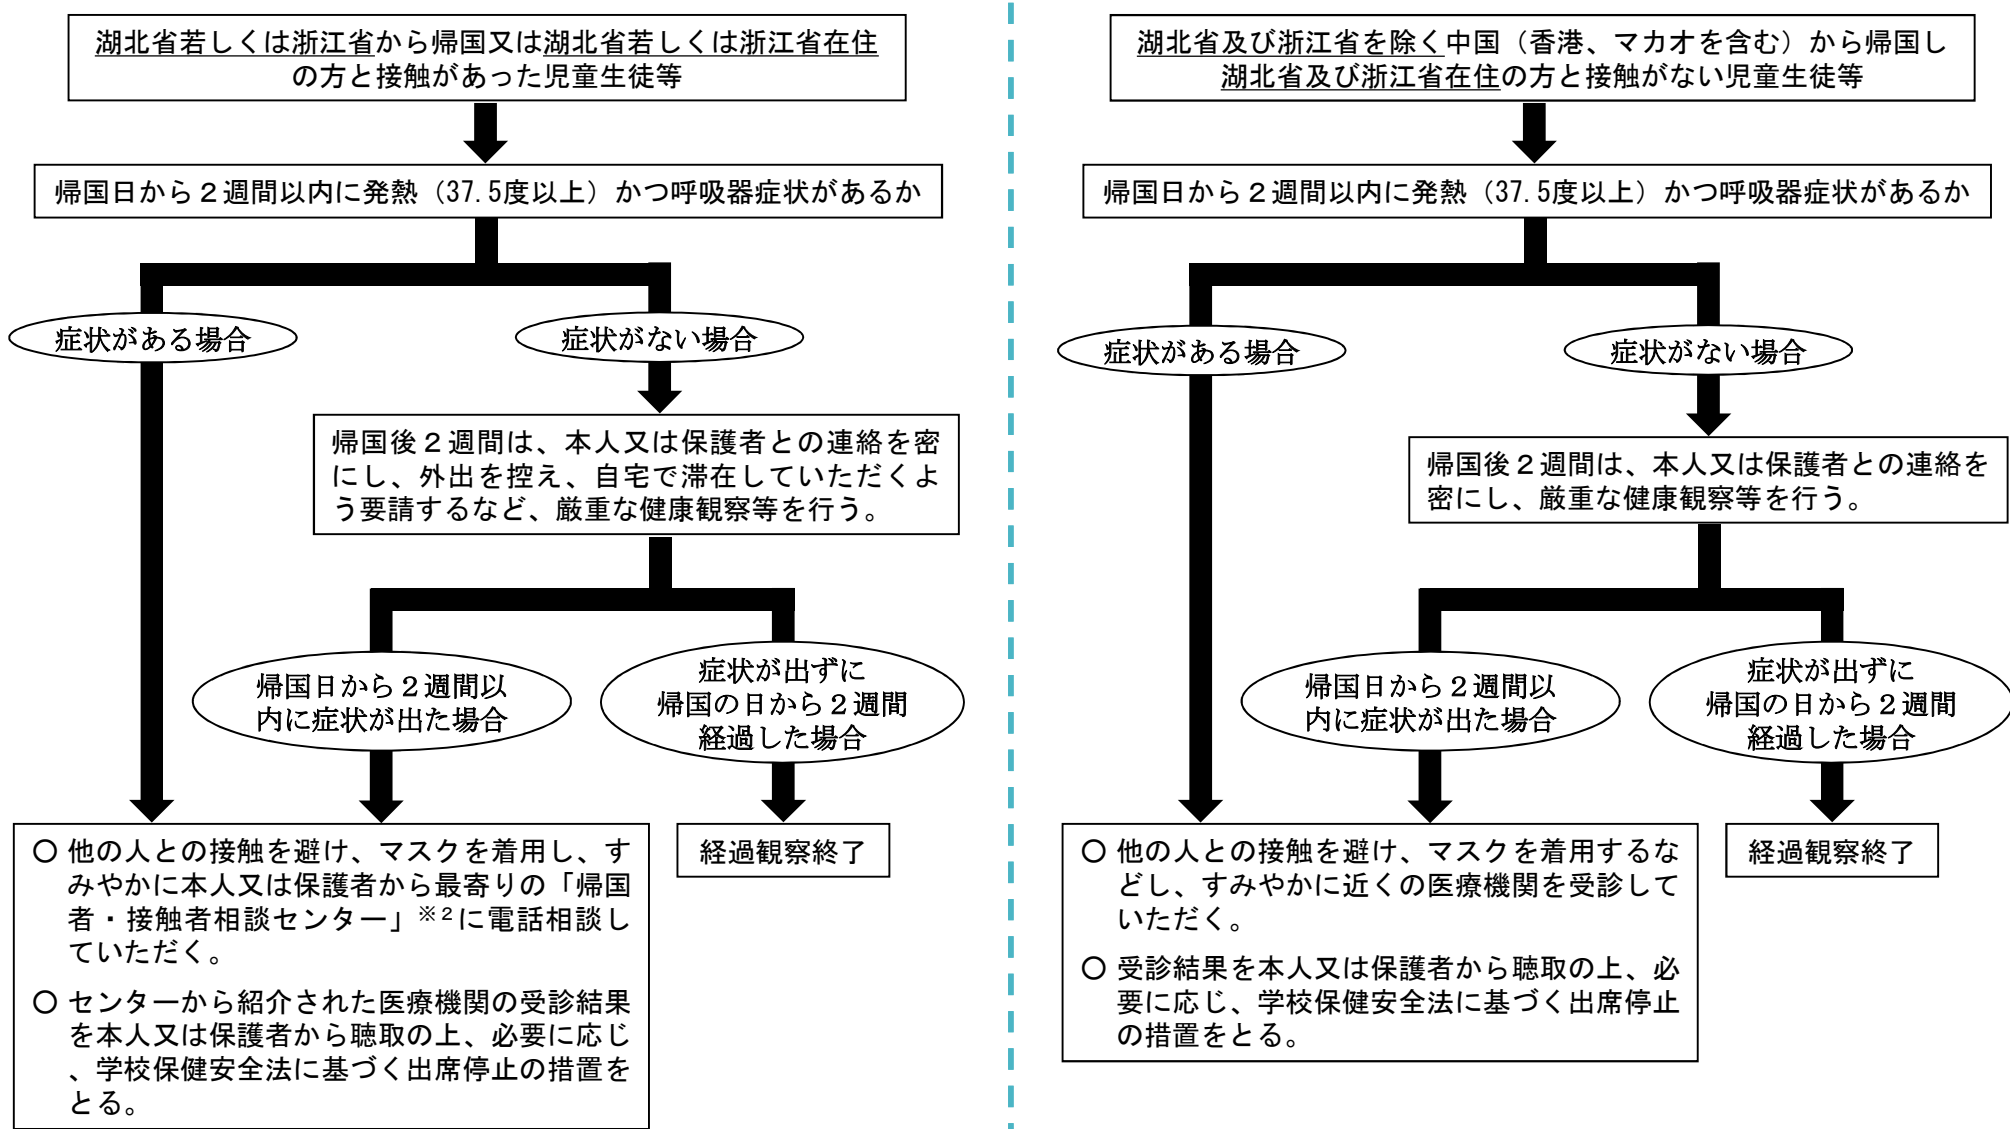 湖北省若しくは浙江省から帰国又は湖北省若しくは浙江省在住
の方と接触があった児童生徒等
帰国日から２週間以内に発熱（37.5度以上）かつ呼吸器症状があるか
症状がある場合
症状がない場合
帰国後２週間は、本人又は保護者との連絡を密
にし、外出を控え、自宅で滞在していただくよ
う要請するなど、厳重な健康観察等を行う。
帰国日から２週間以
内に症状が出た場合
症状が出ずに
帰国の日から２週間
経過した場合
○ 他の人との接触を避け、マスクを着用し、す
みやかに本人又は保護者から最寄りの「帰国
者・接触者相談センター」※２に電話相談し
ていただく。
○ センターから紹介された医療機関の受診結果
を本人又は保護者から聴取の上、必要に応じ
、学校保健安全法に基づく出席停止の措置を
とる。
経過観察終了
湖北省及び浙江省を除く中国（香港、マカオを含む）から帰国し
湖北省及び浙江省在住の方と接触がない児童生徒等
帰国日から２週間以内に発熱（37.5度以上）かつ呼吸器症状があるか
症状がある場合
症状がない場合
帰国後２週間は、本人又は保護者との連絡を
密にし、厳重な健康観察等を行う。
帰国日から２週間以
内に症状が出た場合
症状が出ずに
帰国の日から２週間
経過した場合
○ 他の人との接触を避け、マスクを着用するな
どし、すみやかに近くの医療機関を受診して
いただく。
○ 受診結果を本人又は保護者から聴取の上、必
要に応じ、学校保健安全法に基づく出席停止
の措置をとる。
経過観察終了